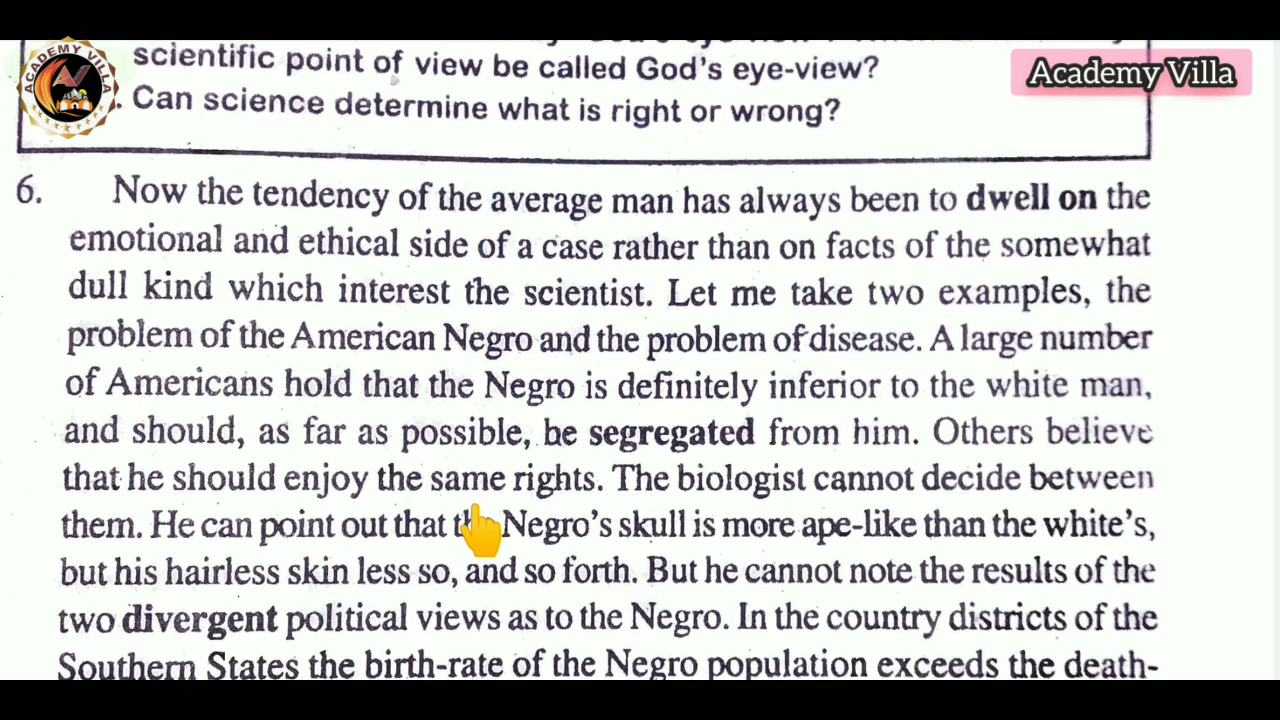 scientific point of view be called God's eye-view?
ACADEMY VILLA
Academy Villa
. Can science determine what is right or wrong?
6. Now the tendency of the average man has always been to dwell on the
emotional and ethical side of a case rather than on facts of the somewhat
dull kind which interest the scientist. Let me take two examples, the
problem of the American Negro and the problem of disease. A large number
of Americans hold that the Negro is definitely inferior to the white man,
and should, as far as possible, be segregated from him. Others believe
that he should enjoy the same rights. The biologist cannot decide between
them. He can point out that Negro's skull is more ape-like than the white's,
but his hairless skin less so, and so forth. But he cannot note the results of the
two divergent political views as to the Negro. In the country districts of the
Southern States the birth-rate of the Negro population exceeds the death-